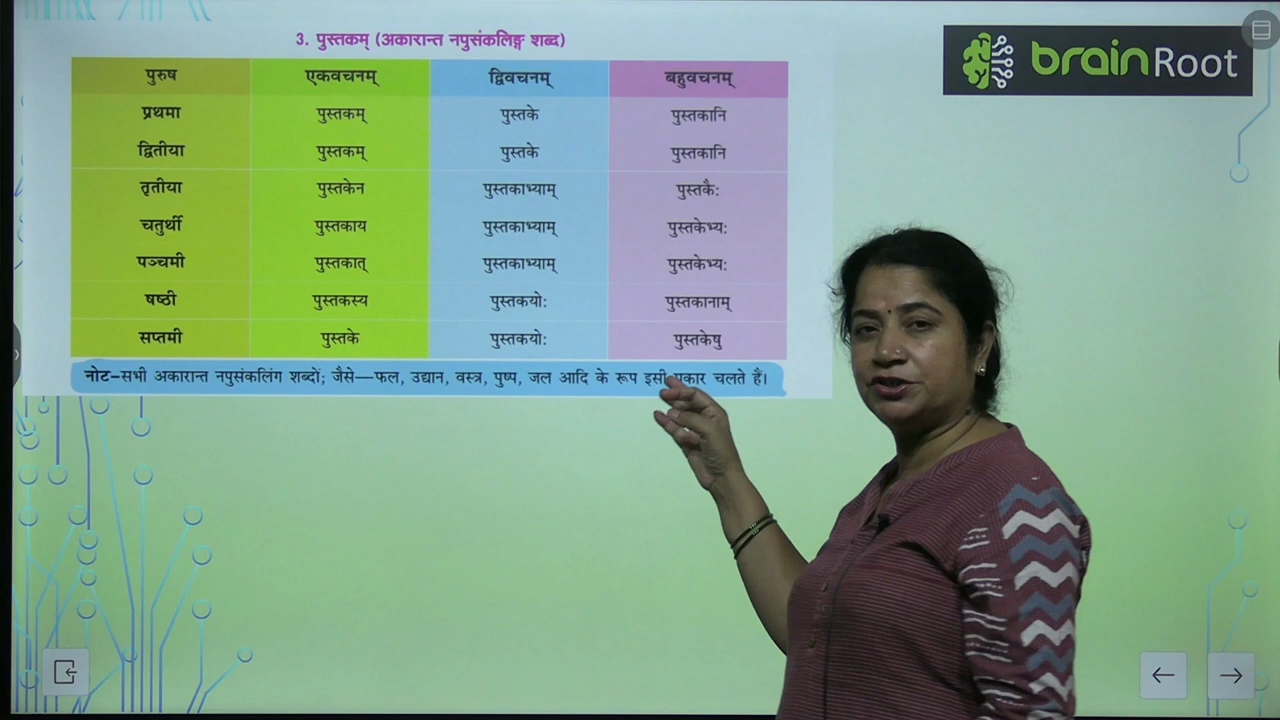 3. पुस्तकम् (अकारान्त नपुसंकलिङ्ग शब्द)
brainRoot
पुरुष एकवचनम् द्विवचनम् बहुवचनम्
प्रथमा पुस्तकम् पुस्तके पुस्तकानि
द्वितीया पुस्तकम् पुस्तके पुस्तकानि
तृतीया पुस्तकेन पुस्तकाभ्याम् पुस्तकैः
चतुर्थी पुस्तकाय पुस्तकाभ्याम् पुस्तकेभ्यः
पञ्चमी पुस्तकात् पुस्तकाभ्याम् पुस्तकेभ्यः
षष्ठी पुस्तकस्य पुस्तकयोः पुस्तकानाम्
सप्तमी पुस्तके पुस्तकयोः पुस्तकेषु
नोट–सभी अकारान्त नपुसंकलिंग शब्दों; जैसे—फल, उद्यान, वस्त्र, पुष्प, जल आदि के रूप इसी प्रकार चलते हैं।